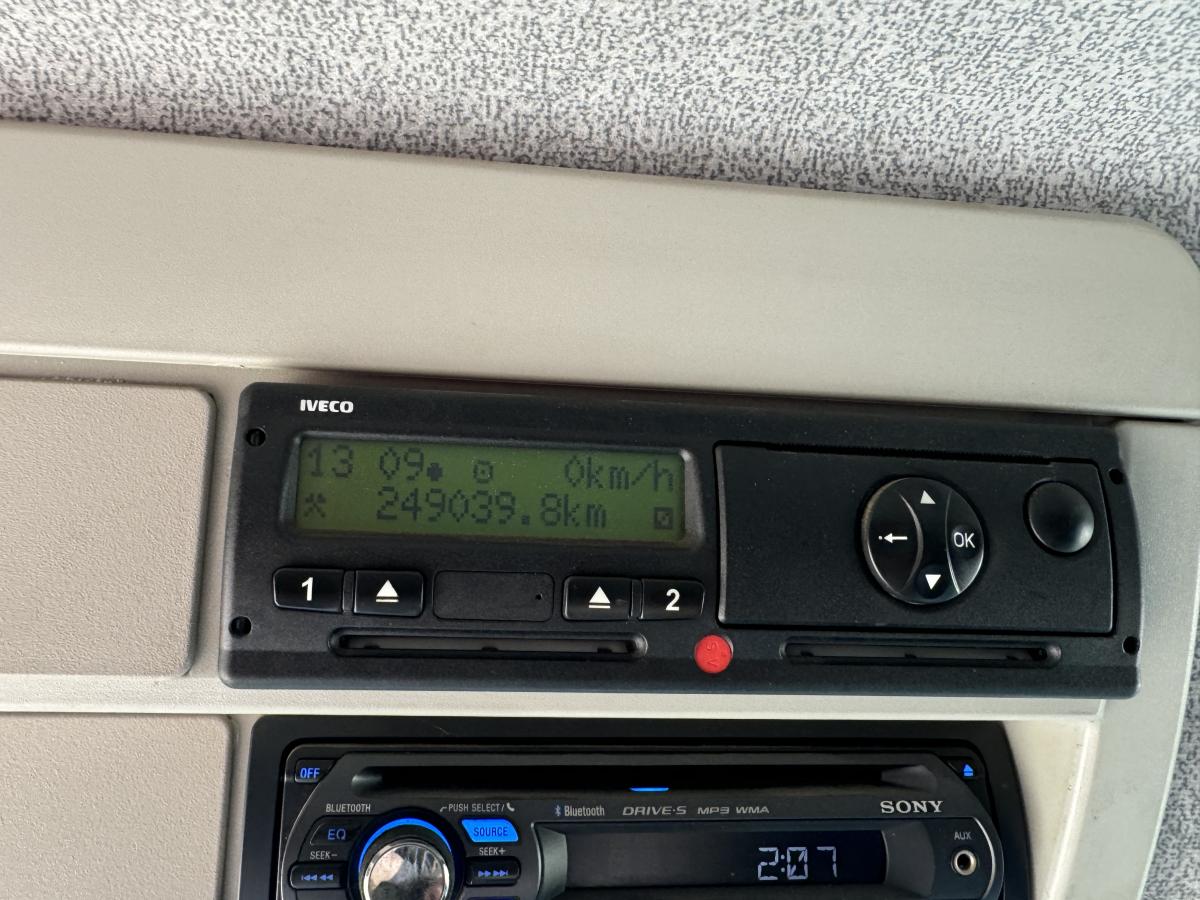 IVECO
13 09 0km/h
249039.8km
1 2
OK
OFF
BLUETOOTH PUSH SELECT/ Bluetooth DRIVE·S MP3 WMA SONY
EQ SOURCE AUX
SEEK− SEEK+
2:07